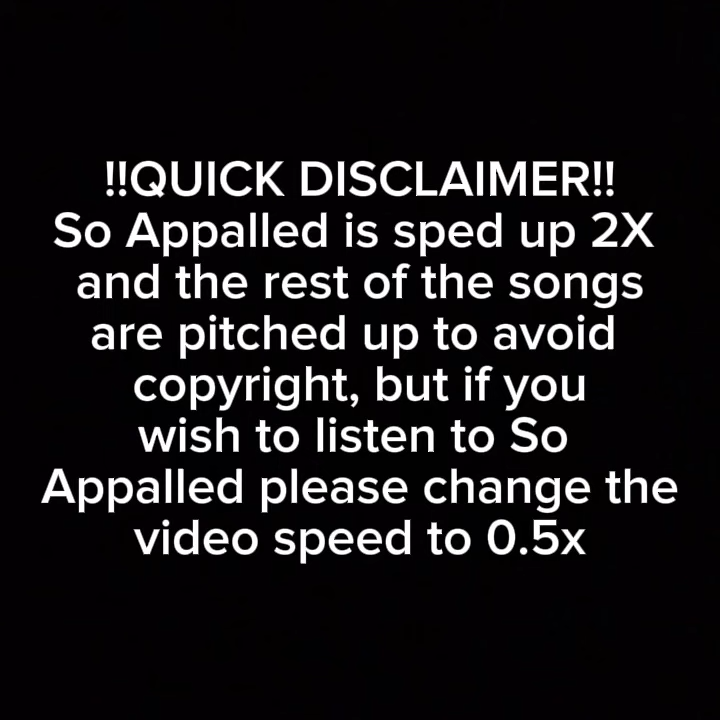 !!QUICK DISCLAIMER!!
So Appalled is sped up 2X
and the rest of the songs
are pitched up to avoid
copyright, but if you
wish to listen to So
Appalled please change the
video speed to 0.5x